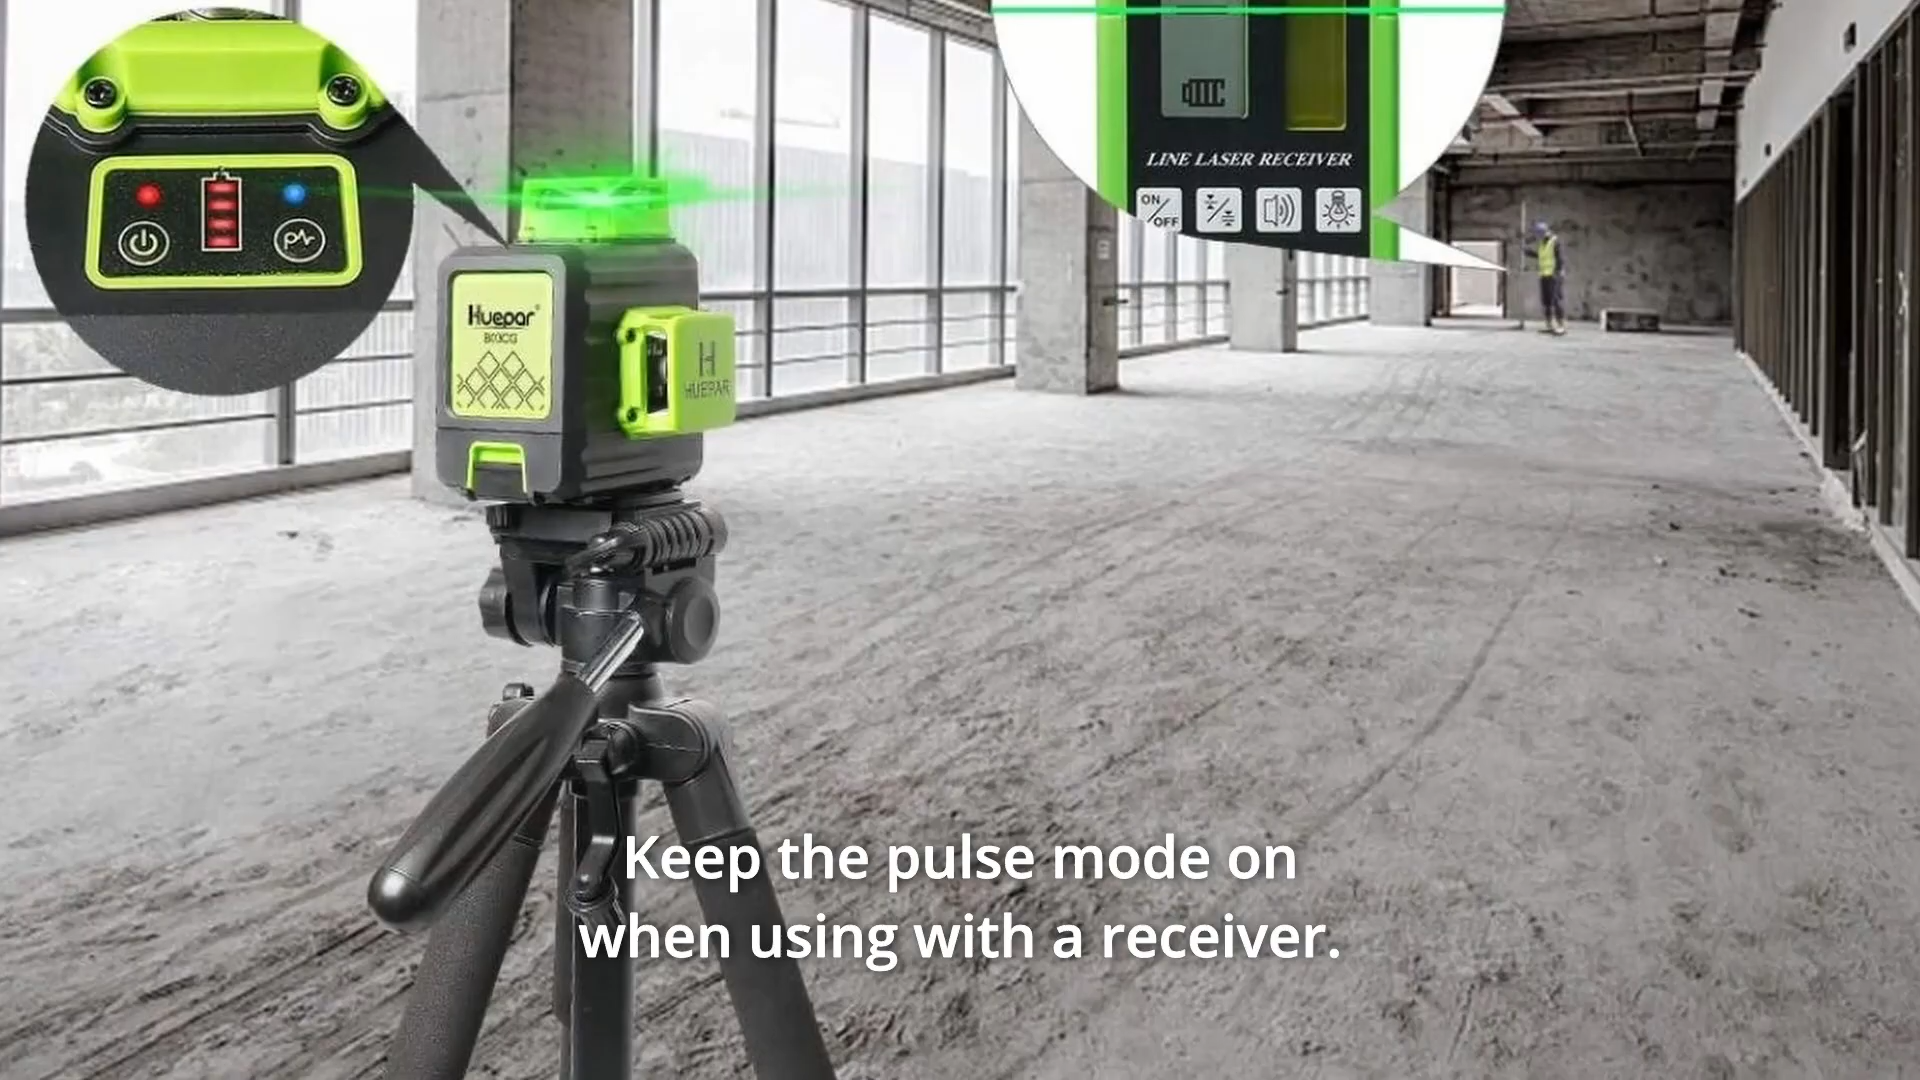 LINE LASER RECEIVER
ON/OFF
Huepar
H
HUEPAR
Keep the pulse mode on
when using with a receiver.